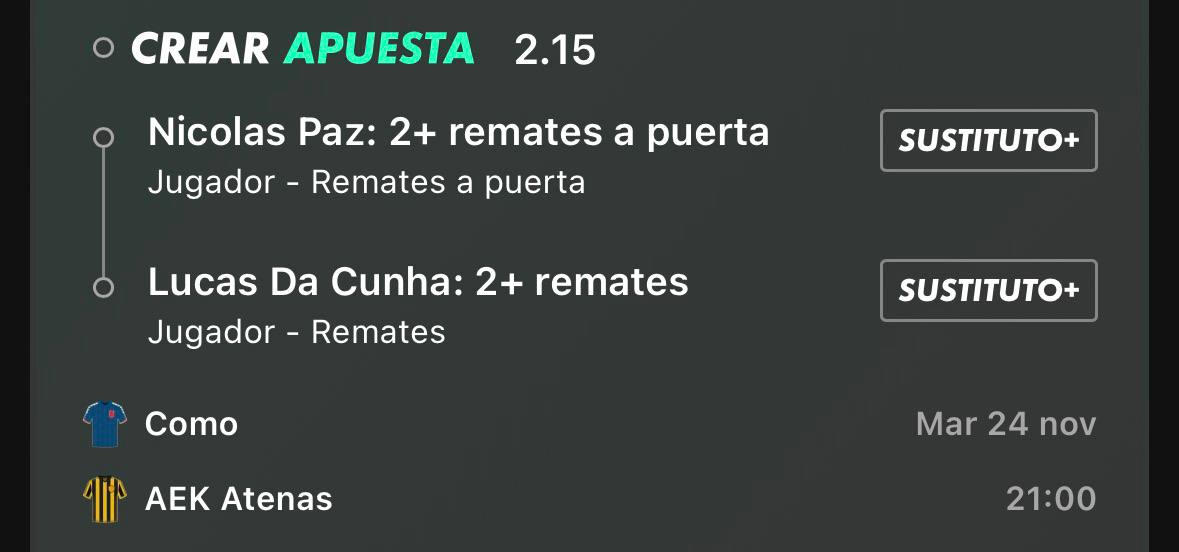 CREAR APUESTA 2.15
Nicolas Paz: 2+ remates a puerta
SUSTITUTO+
Jugador - Remates a puerta
Lucas Da Cunha: 2+ remates
SUSTITUTO+
Jugador - Remates
Como
Mar 24 nov
AEK Atenas
21:00